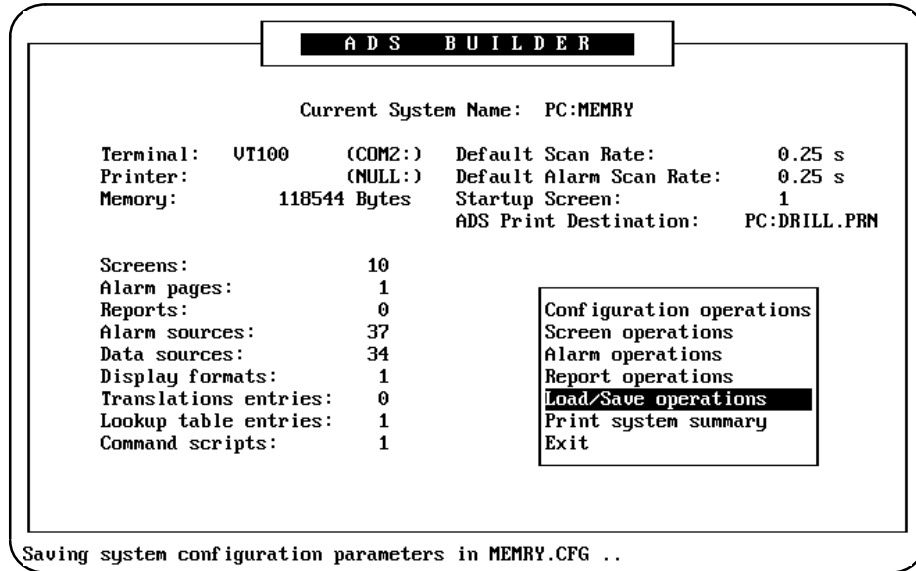 ADS BUILDER
Current System Name: PC:MEMRY
Terminal: VT100 (COM2:) Default Scan Rate: 0.25 s
Printer: (NULL:) Default Alarm Scan Rate: 0.25 s
Memory: 118544 Bytes Startup Screen: 1
ADS Print Destination: PC:DRILL.PRN
Screens: 10
Alarm pages: 1
Reports: 0
Alarm sources: 37
Data sources: 34
Display formats: 1
Translations entries: 0
Lookup table entries: 1
Command scripts: 1
Configuration operations
Screen operations
Alarm operations
Report operations
Load/Save operations
Print system summary
Exit
Saving system configuration parameters in MEMRY.CFG ..